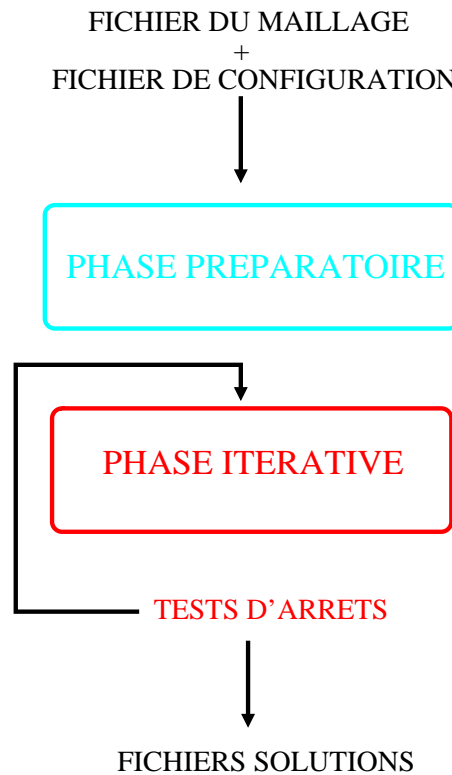 FICHIER DU MAILLAGE
+
FICHIER DE CONFIGURATION
PHASE PREPARATOIRE
PHASE ITERATIVE
TESTS D'ARRETS
FICHIERS SOLUTIONS